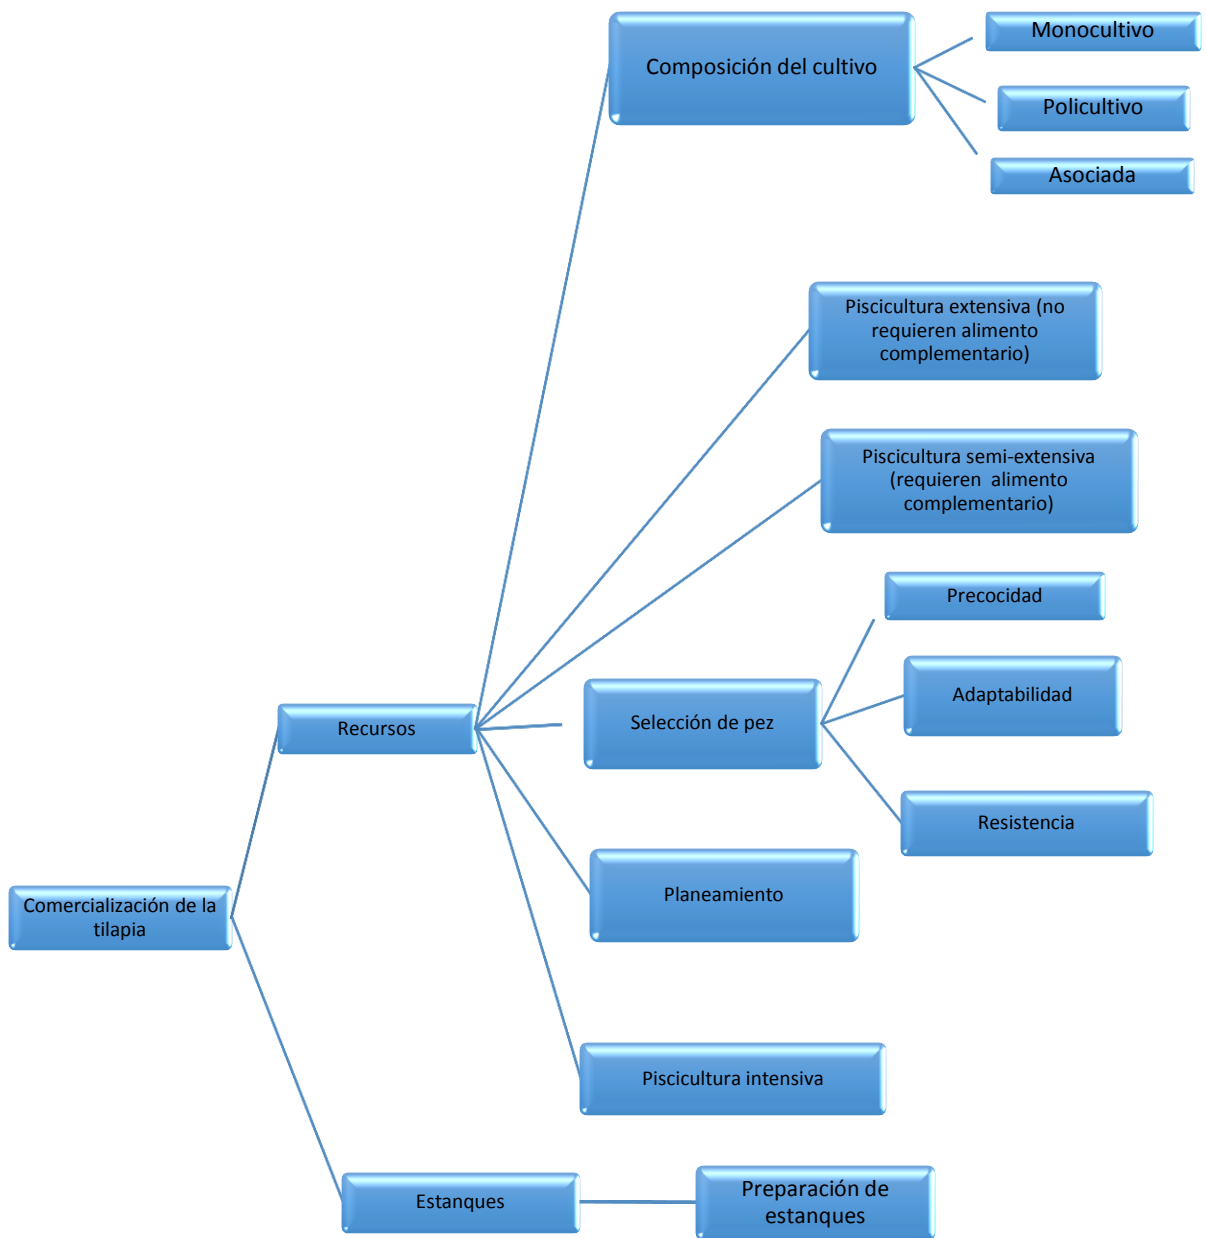 Composición del cultivo
Monocultivo
Policultivo
Asociada
Piscicultura extensiva (no
requieren alimento
complementario)
Piscicultura semi-extensiva
(requieren alimento
complementario)
Precocidad
Adaptabilidad
Recursos
Selección de pez
Resistencia
Planeamiento
Comercialización de la
tilapia
Piscicultura intensiva
Estanques
Preparación de
estanques